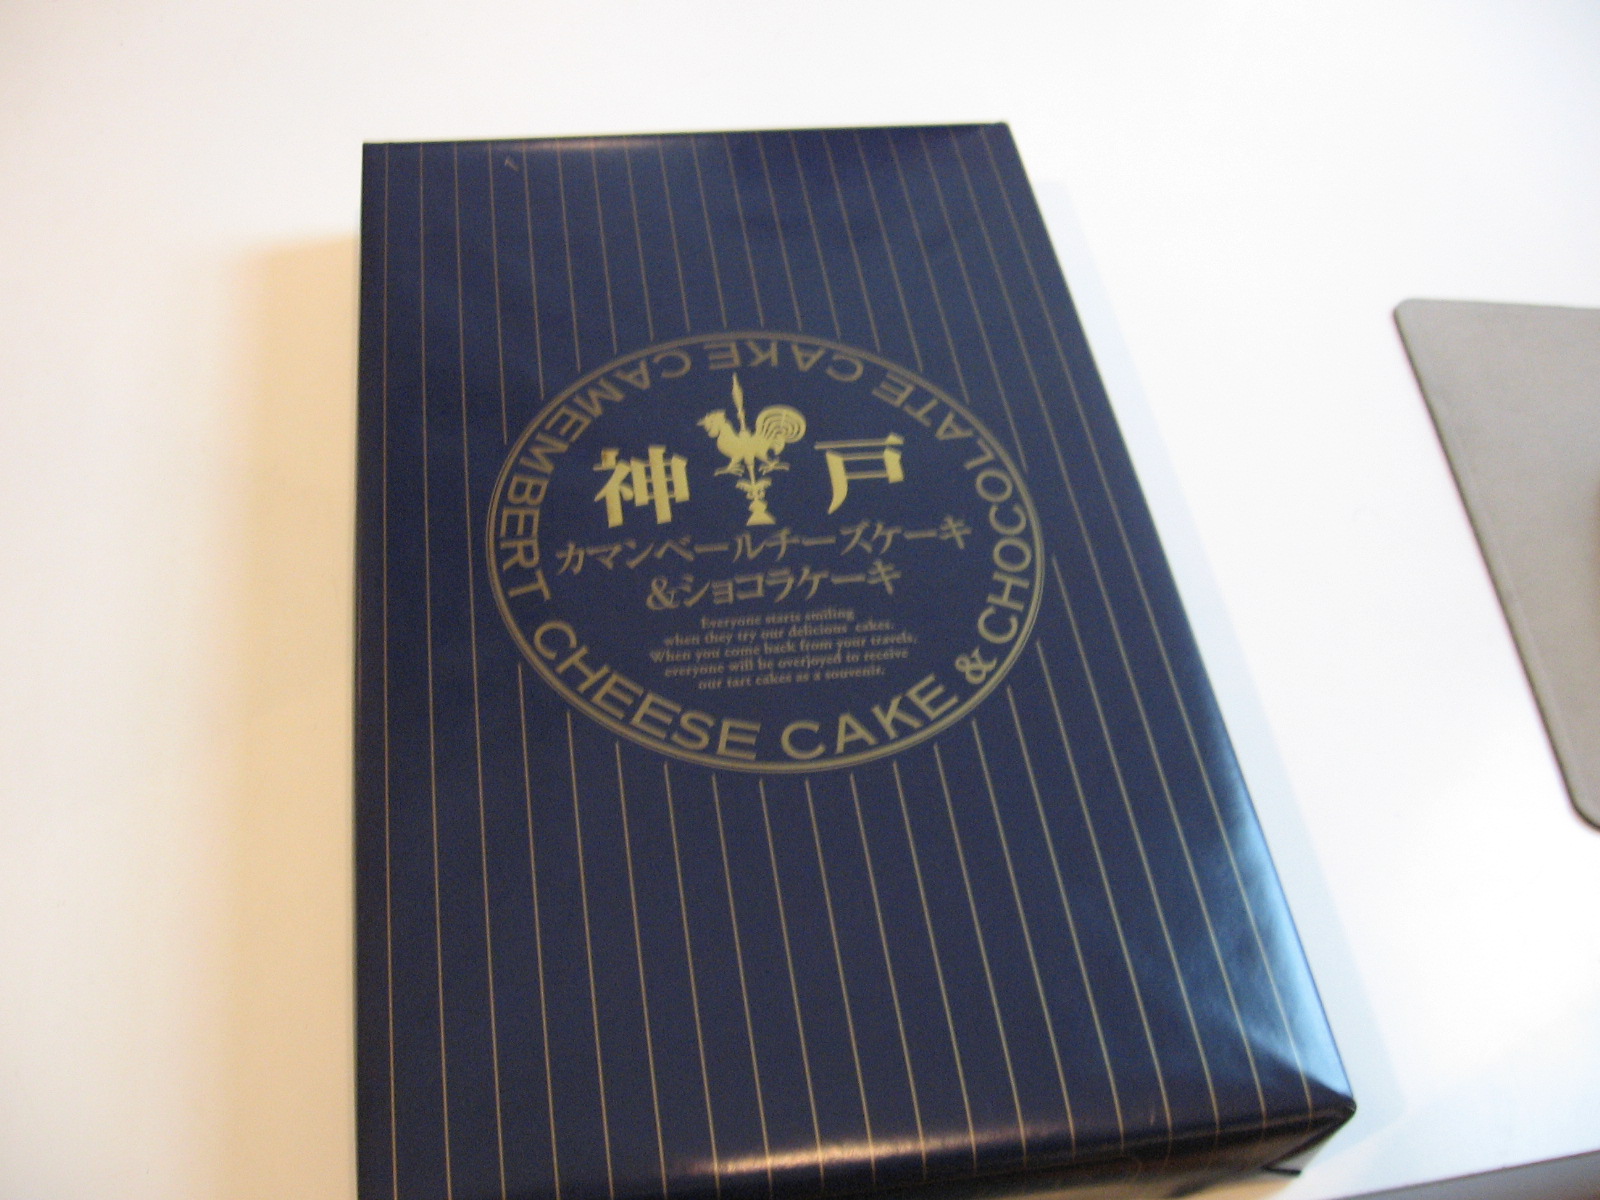 神戸
カマンベールチーズケーキ
&ショコラケーキ
Everyone starts smiling
when they try our delicious cakes.
When you come back from your travels,
everyone will be overjoyed to receive
our tart cakes as a souvenir.
CAMEMBERT CHEESE CAKE & CHOCOLATE CAKE